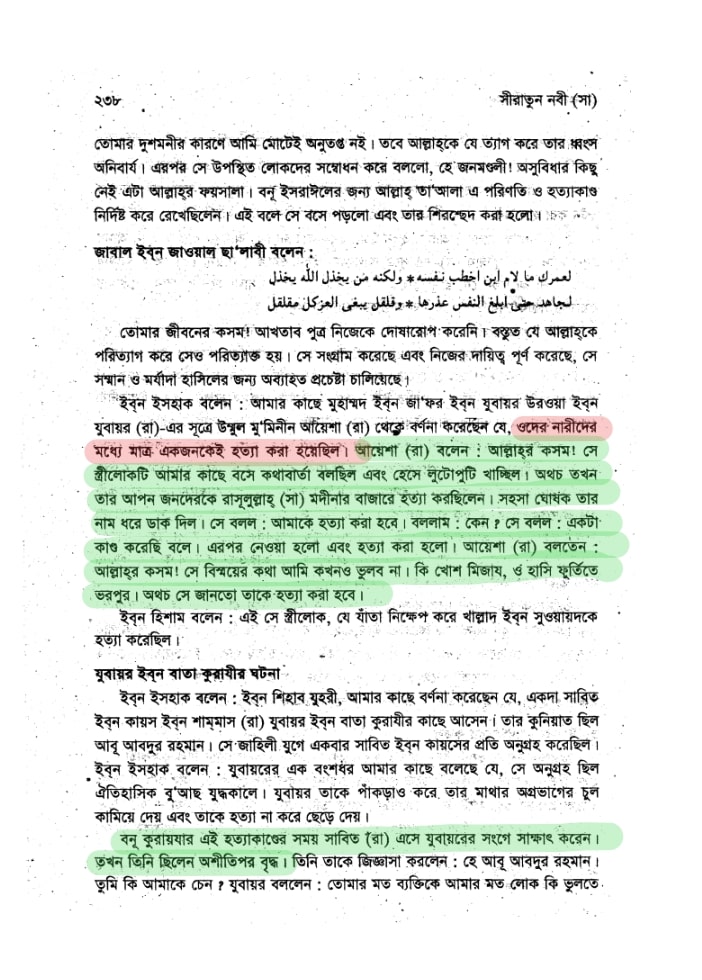 ২৩৮ সীরাতুন নবী (সা)
তোমার দুশমনীর কারণে আমি মোটেই অনুতপ্ত নই। তবে আল্লাহ্‌কে যে ত্যাগ করে তার ধ্বংস
অনিবার্য। এরপর সে উপস্থিত লোকদের সম্বোধন করে বললো, হে জনমণ্ডলী! অসুবিধার কিছু
নেই এটা আল্লাহ্‌র ফয়সালা। বনূ ইসরাঈলের জন্য আল্লাহ্ তা'আলা এ পরিণতি ও হত্যাকাণ্ড
নির্দিষ্ট করে রেখেছিলেন। এই বলে সে বসে পড়লো এবং তার শিরশ্ছেদ করা হলো।
জাবাল ইব্‌ন জাওয়াল ছা'লাবী বলেন :
لعمرك ما لام ابن اخطب نفسه * ولكنه من يخذل الله يخذل
لجاهد حتى ابلغ النفس عذرها * وقلقل يبغى العزكل مقلقل
তোমার জীবনের কসম! আখতাব পুত্র নিজেকে দোষারোপ করেনি। বস্তুত যে আল্লাহ্‌কে
পরিত্যাগ করে সেও পরিত্যাক্ত হয়। সে সংগ্রাম করেছে এবং নিজের দায়িত্ব পূর্ণ করেছে, সে
সম্মান ও মর্যাদা হাসিলের জন্য অব্যাহত প্রচেষ্টা চালিয়েছে।
ইব্‌ন ইসহাক বলেন : আমার কাছে মুহাম্মদ ইব্‌ন জা'ফর ইব্‌ন যুবায়র উরওয়া ইব্‌ন
যুবায়র (রা)-এর সূত্রে উম্মুল মু'মিনীন আয়েশা (রা) থেকে বর্ণনা করেছেন যে, ওদের নারীদের
মধ্যে মাত্র একজনকেই হত্যা করা হয়েছিল। আয়েশা (রা) বলেন : আল্লাহ্‌র কসম! সে
স্ত্রীলোকটি আমার কাছে বসে কথাবার্তা বলছিল এবং হেসে লুটোপুটি খাচ্ছিল। অথচ তখন
তার আপন জনদেরকে রাসূলুল্লাহ্ (সা) মদীনার বাজারে হত্যা করছিলেন। সহসা ঘোষক তার
নাম ধরে ডাক দিল। সে বলল : আমাকে হত্যা করা হবে। বললাম : কেন ? সে বলল : একটা
কাণ্ড করেছি বলে। এরপর নেওয়া হলো এবং হত্যা করা হলো। আয়েশা (রা) বলতেন :
আল্লাহ্‌র কসম! সে বিস্ময়ের কথা আমি কখনও ভুলব না। কি খোশ মিজায, ও হাসি ফূর্তিতে
ভরপুর। অথচ সে জানতো তাকে হত্যা করা হবে।
ইব্‌ন হিশাম বলেন : এই সে স্ত্রীলোক, যে যাঁতা নিক্ষেপ করে খাল্লাদ ইব্‌ন সুওয়ায়দকে
হত্যা করেছিল।
যুবায়র ইব্‌ন বাতা কুরাযীর ঘটনা
ইব্‌ন ইসহাক বলেন : ইব্‌ন শিহাব যুহরী, আমার কাছে বর্ণনা করেছেন যে, একদা সাবিত
ইব্‌ন কায়স ইব্‌ন শাম্মাস (রা) যুবায়র ইব্‌ন বাতা কুরাযীর কাছে আসেন। তার কুনিয়াত ছিল
আবূ আবদুর রহমান। সে জাহিলী যুগে একবার সাবিত ইব্‌ন কায়সের প্রতি অনুগ্রহ করেছিল।
ইব্‌ন ইসহাক বলেন : যুবায়রের এক বংশধর আমার কাছে বলেছে যে, সে অনুগ্রহ ছিল
ঐতিহাসিক বু'আছ যুদ্ধকালে। যুবায়র তাকে পাঁকড়াও করে তার মাথার অগ্রভাগের চুল
কামিয়ে দেয় এবং তাকে হত্যা না করে ছেড়ে দেয়।
বনূ কুরায়যার এই হত্যাকাণ্ডের সময় সাবিত (রা) এসে যুবায়রের সংগে সাক্ষাৎ করেন।
তখন তিনি ছিলেন অশীতিপর বৃদ্ধ। তিনি তাকে জিজ্ঞাসা করলেন : হে আবূ আবদুর রহমান।
তুমি কি আমাকে চেন ? যুবায়র বললেন : তোমার মত ব্যক্তিকে আমার মত লোক কি ভুলতে